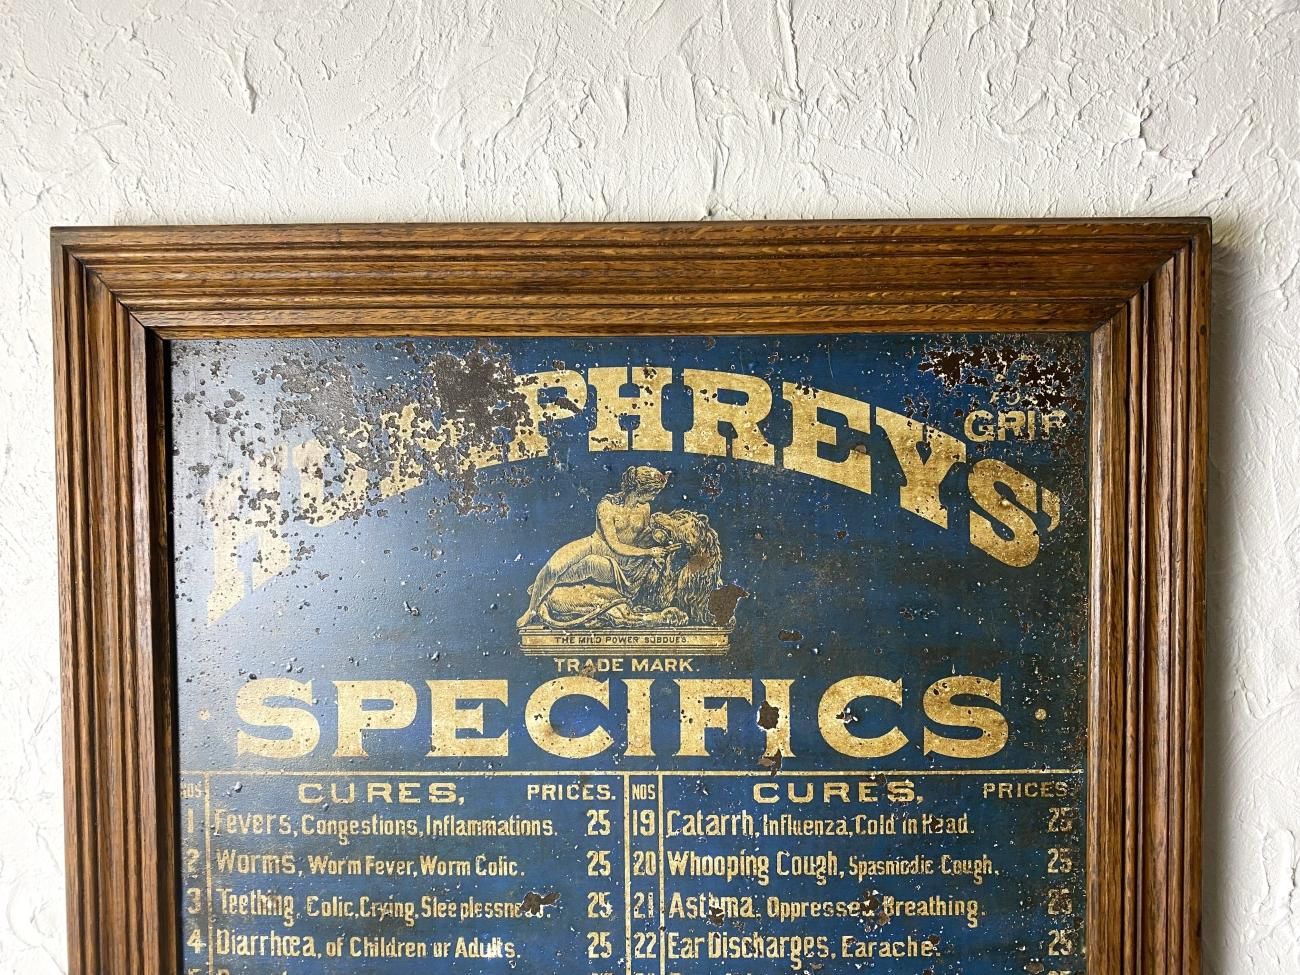 HUMPHREYS'
GRIP
THE MILD POWER SUBDUES.
TRADE MARK
SPECIFICS
NOS CURES, PRICES. NOS CURES, PRICES
1 Fevers, Congestions, Inflammations. 25 19 Catarrh, Influenza, Cold in Head. 25
2 Worms, Worm Fever, Worm Colic. 25 20 Whooping Cough, Spasmodic Cough. 25
3 Teething, Colic, Crying, Sleeplessness. 25 21 Asthma. Oppressed Breathing. 25
4 Diarrhœa, of Children or Adults. 25 22 Ear Discharges, Earache. 25